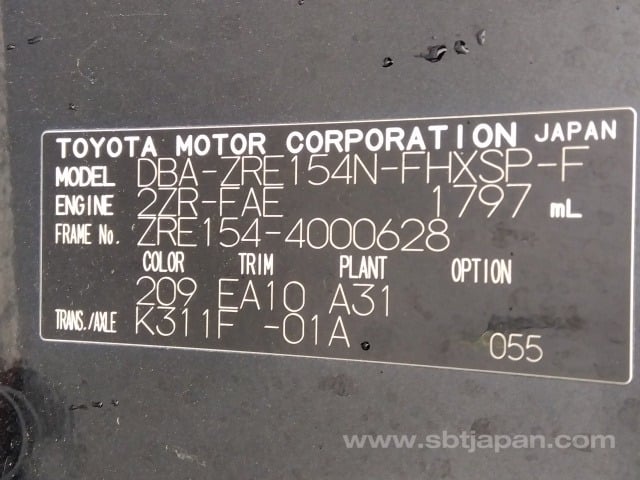 TOYOTA MOTOR CORPORATION JAPAN
MODEL DBA-ZRE154N-FHXSP-F
ENGINE 2ZR-FAE 1797 mL
FRAME No. ZRE154-4000628
COLOR TRIM PLANT OPTION
209 EA10 A31
TRANS./AXLE K311F -01A
055
www.sbtjapan.com